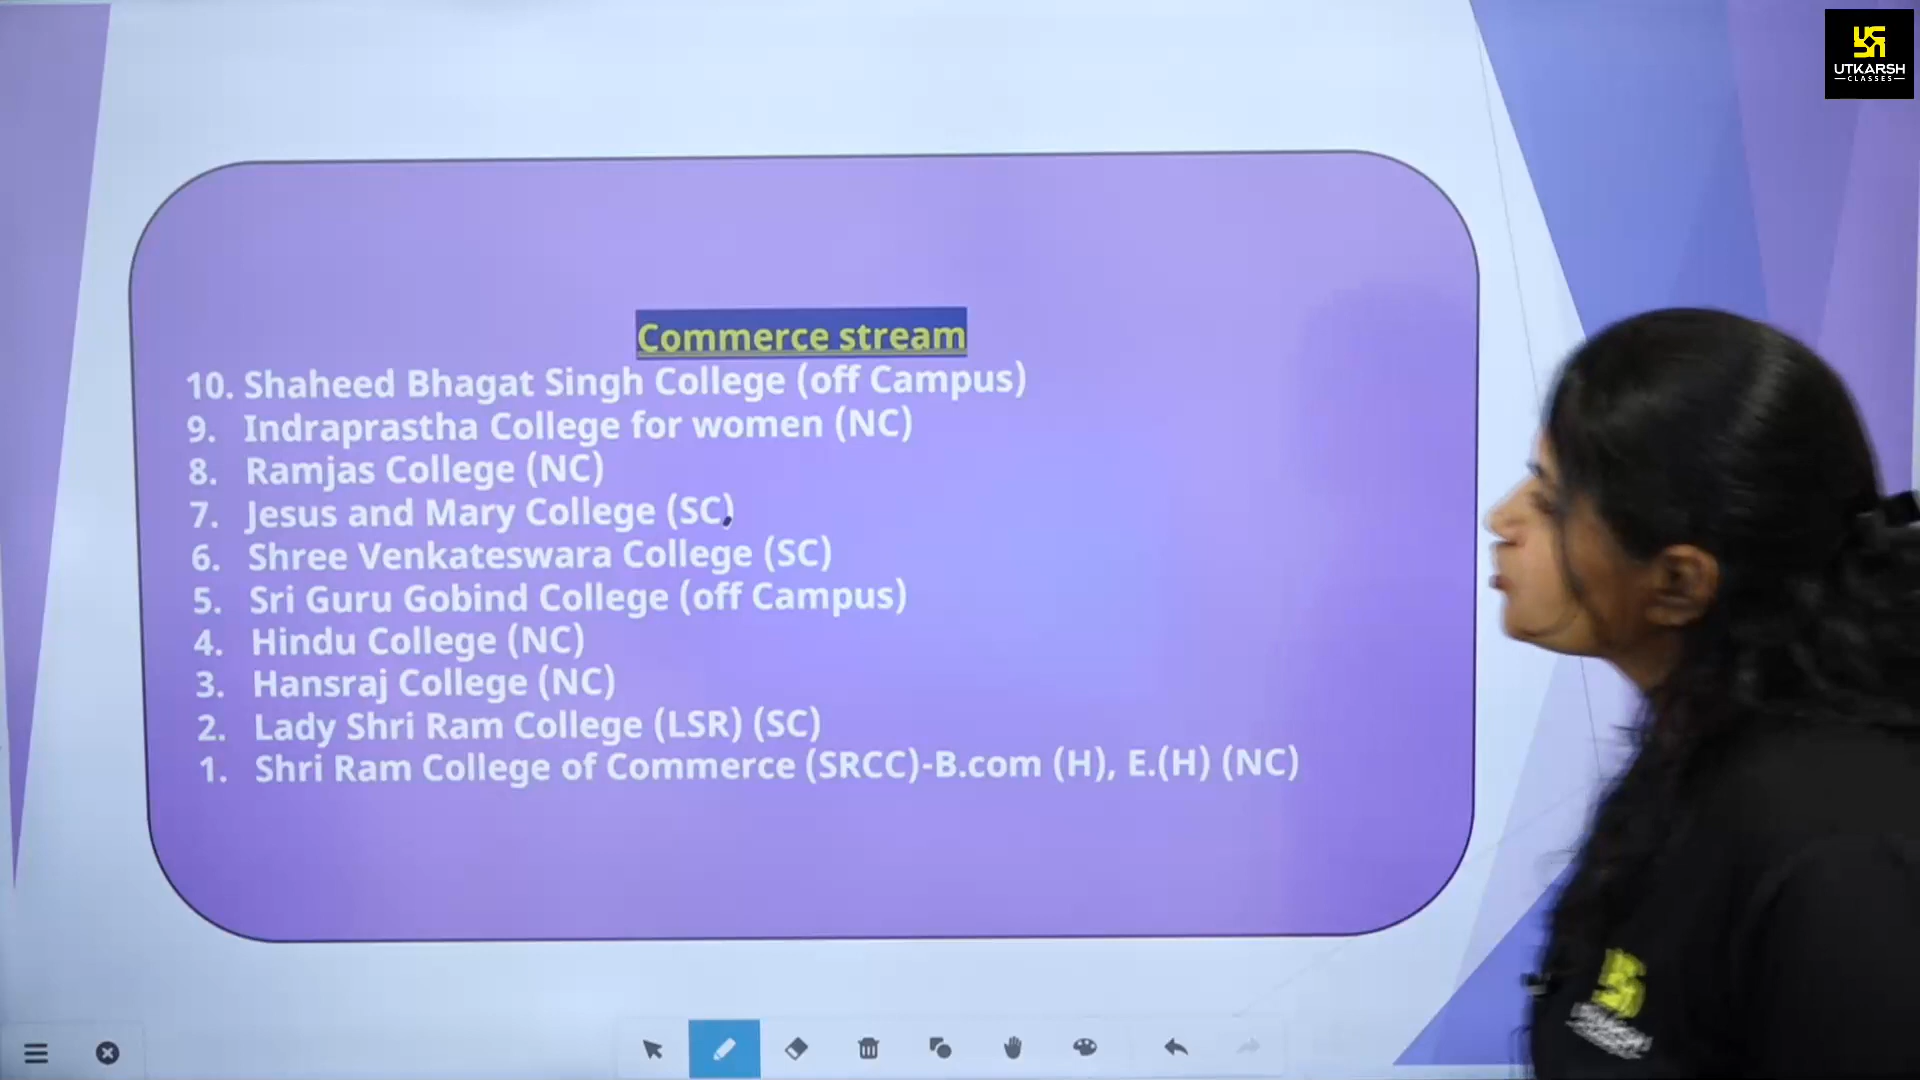 UTKARSH
CLASSES
Commerce stream
10. Shaheed Bhagat Singh College (off Campus)
9. Indraprastha College for women (NC)
8. Ramjas College (NC)
7. Jesus and Mary College (SC)
6. Shree Venkateswara College (SC)
5. Sri Guru Gobind College (off Campus)
4. Hindu College (NC)
3. Hansraj College (NC)
2. Lady Shri Ram College (LSR) (SC)
1. Shri Ram College of Commerce (SRCC)-B.com (H), E.(H) (NC)